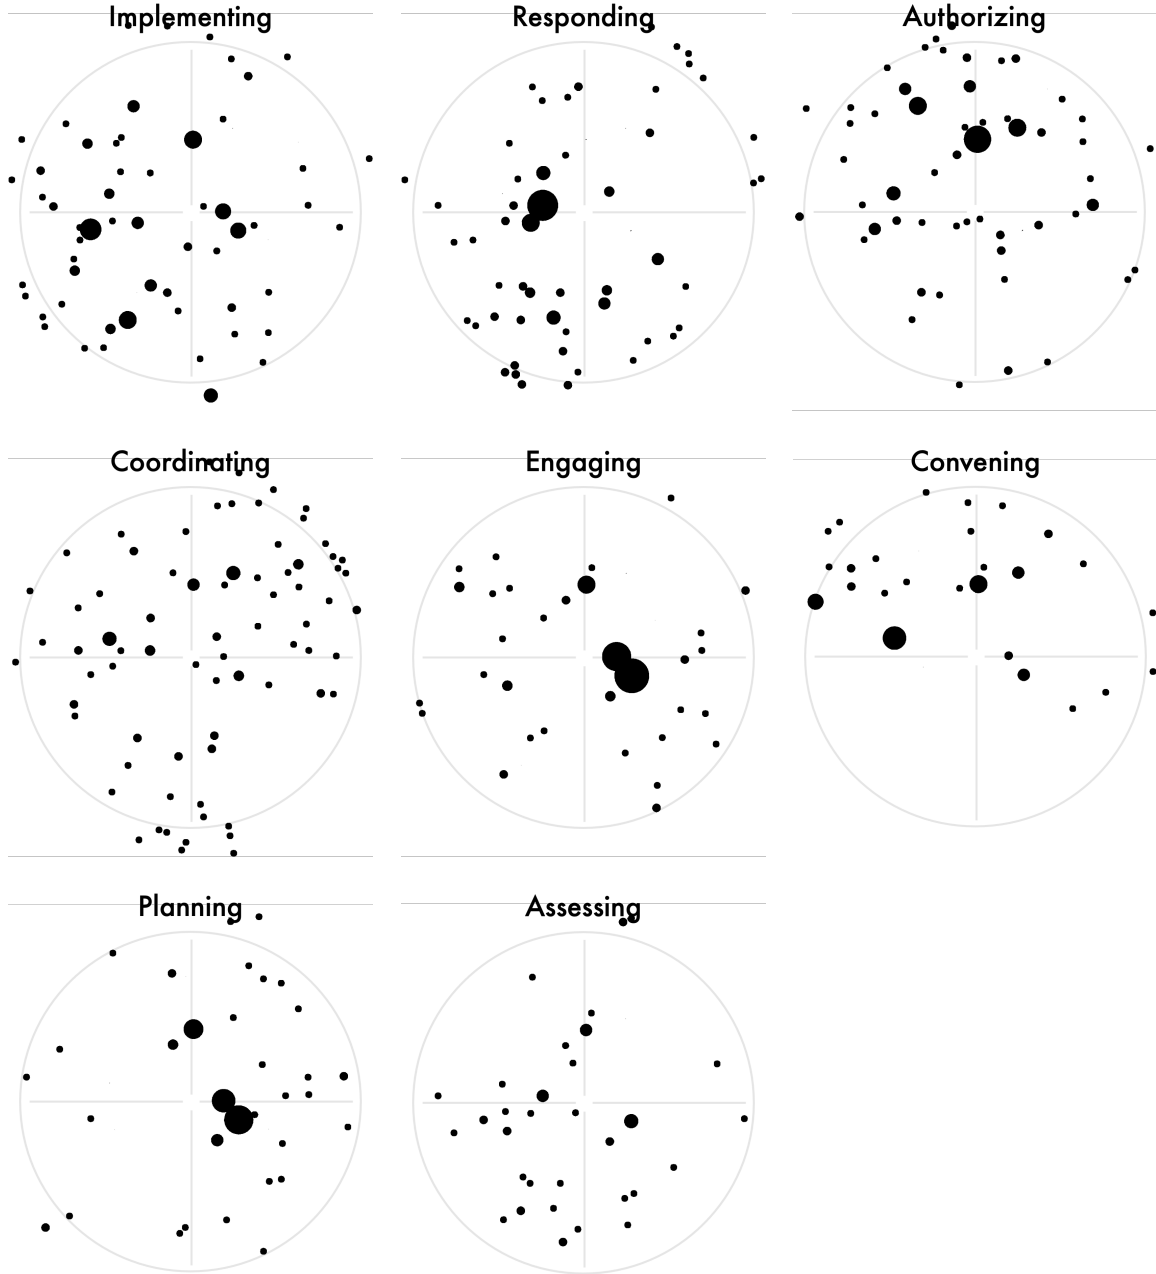 Implementing
Responding
Authorizing
Coordinating
Engaging
Convening
Planning
Assessing